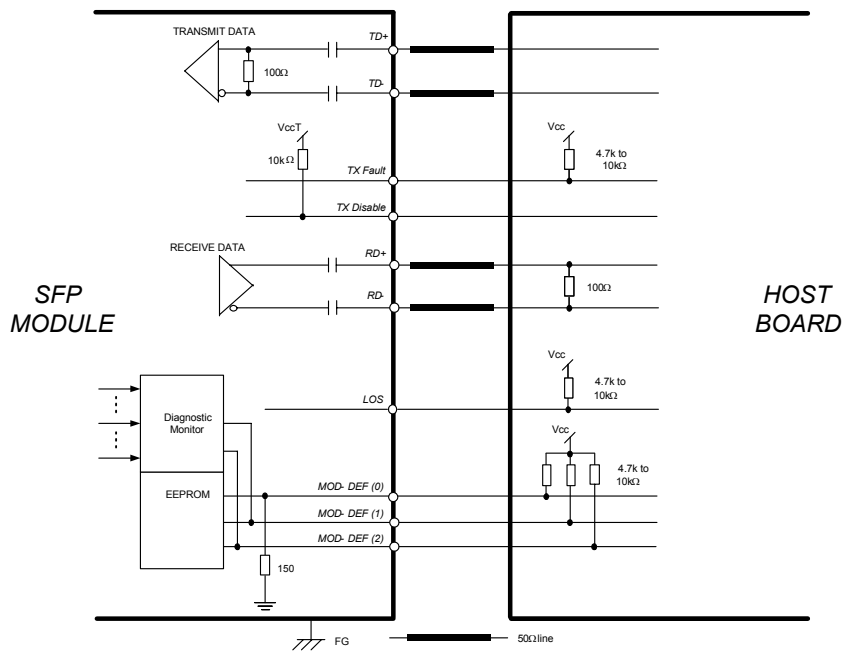 TRANSMIT DATA
TD+
100Ω
TD-
VccT
10k Ω
TX Fault
Vcc
4.7k to
10kΩ
TX Disable
RECEIVE DATA
RD+
100Ω
RD-
SFP
MODULE
HOST
BOARD
Vcc
4.7k to
10kΩ
LOS
Diagnostic
Monitor
Vcc
4.7k to
10kΩ
EEPROM
MOD- DEF (0)
MOD- DEF (1)
MOD- DEF (2)
150
FG
50Ωline